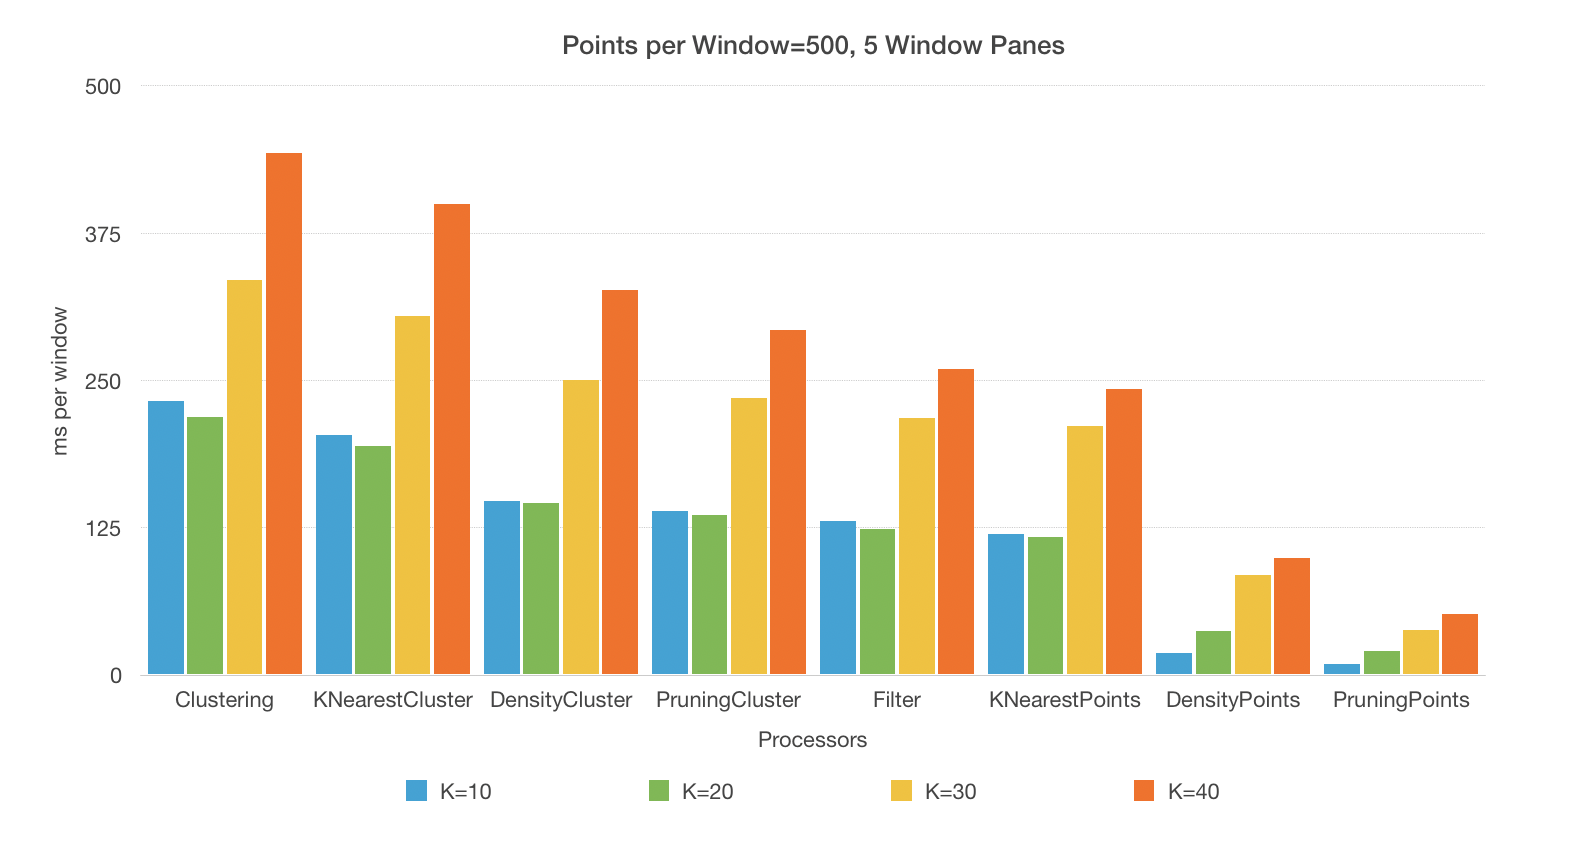 Points per Window=500, 5 Window Panes
500
375
250
125
0
ms per window
Clustering KNearestCluster DensityCluster PruningCluster Filter KNearestPoints DensityPoints PruningPoints
Processors
K=10 K=20 K=30 K=40